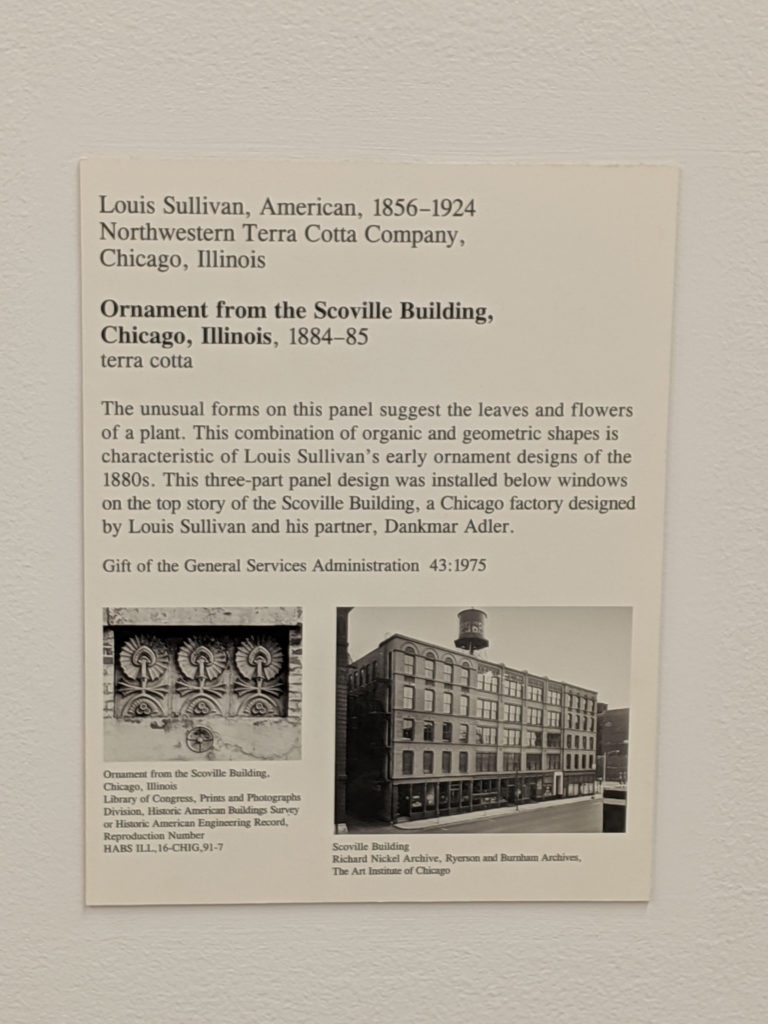 Louis Sullivan, American, 1856–1924
Northwestern Terra Cotta Company,
Chicago, Illinois
Ornament from the Scoville Building,
Chicago, Illinois, 1884–85
terra cotta
The unusual forms on this panel suggest the leaves and flowers
of a plant. This combination of organic and geometric shapes is
characteristic of Louis Sullivan's early ornament designs of the
1880s. This three-part panel design was installed below windows
on the top story of the Scoville Building, a Chicago factory designed
by Louis Sullivan and his partner, Dankmar Adler.
Gift of the General Services Administration 43:1975
Ornament from the Scoville Building,
Chicago, Illinois
Library of Congress, Prints and Photographs
Division, Historic American Buildings Survey
or Historic American Engineering Record,
Reproduction Number
HABS ILL,16-CHIG,91-7
Scoville Building
Richard Nickel Archive, Ryerson and Burnham Archives,
The Art Institute of Chicago